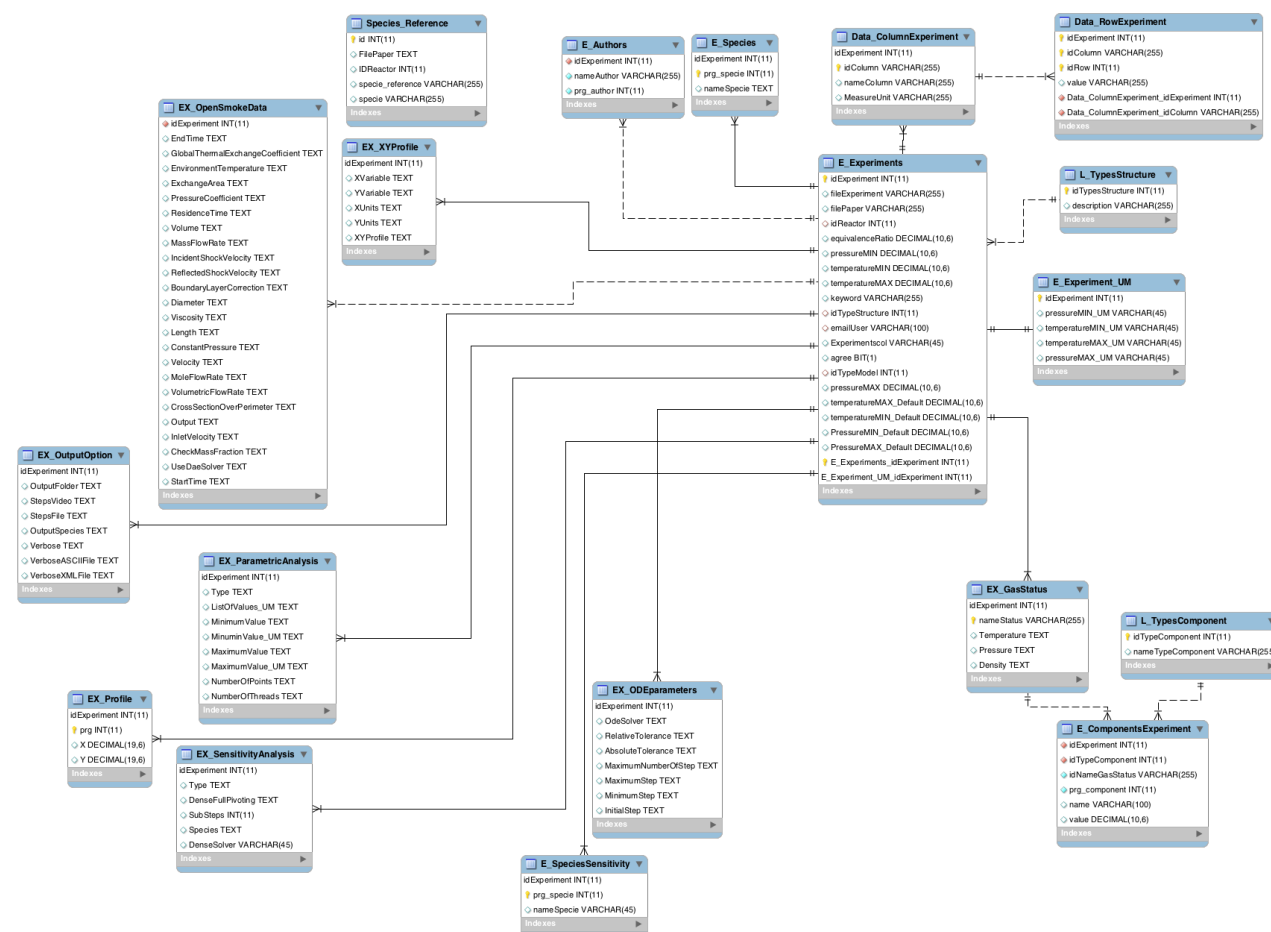 Species_Reference
id INT(11)
FilePaper TEXT
IDReactor INT(11)
specie_reference VARCHAR(255)
specie VARCHAR(255)
Indexes
E_Authors
idExperiment INT(11)
nameAuthor VARCHAR(255)
prg_author INT(11)
Indexes
E_Species
idExperiment INT(11)
prg_specie INT(11)
nameSpecie TEXT
Indexes
Data_ColumnExperiment
idExperiment INT(11)
idColumn VARCHAR(255)
nameColumn VARCHAR(255)
MeasureUnit VARCHAR(255)
Indexes
Data_RowExperiment
idExperiment INT(11)
idColumn VARCHAR(255)
idRow INT(11)
value VARCHAR(255)
Data_ColumnExperiment_idExperiment INT(11)
Data_ColumnExperiment_idColumn VARCHAR(255)
Indexes
EX_OpenSmokeData
idExperiment INT(11)
EndTime TEXT
GlobalThermalExchangeCoefficient TEXT
EnvironmentTemperature TEXT
ExchangeArea TEXT
PressureCoefficient TEXT
ResidenceTime TEXT
Volume TEXT
MassFlowRate TEXT
IncidentShockVelocity TEXT
ReflectedShockVelocity TEXT
BoundaryLayerCorrection TEXT
Diameter TEXT
Viscosity TEXT
Length TEXT
ConstantPressure TEXT
Velocity TEXT
MoleFlowRate TEXT
VolumetricFlowRate TEXT
CrossSectionOverPerimeter TEXT
Output TEXT
InletVelocity TEXT
CheckMassFraction TEXT
UseDaeSolver TEXT
StartTime TEXT
Indexes
EX_XYProfile
idExperiment INT(11)
XVariable TEXT
YVariable TEXT
XUnits TEXT
YUnits TEXT
XYProfile TEXT
Indexes
E_Experiments
idExperiment INT(11)
fileExperiment VARCHAR(255)
filePaper VARCHAR(255)
idReactor INT(11)
equivalenceRatio DECIMAL(10,6)
pressureMIN DECIMAL(10,6)
temperatureMIN DECIMAL(10,6)
temperatureMAX DECIMAL(10,6)
keyword VARCHAR(255)
idTypeStructure INT(11)
emailUser VARCHAR(100)
Experimentscol VARCHAR(45)
agree BIT(1)
idTypeModel INT(11)
pressureMAX DECIMAL(10,6)
temperatureMAX_Default DECIMAL(10,6)
temperatureMIN_Default DECIMAL(10,6)
PressureMIN_Default DECIMAL(10,6)
PressureMAX_Default DECIMAL(10,6)
E_Experiments_idExperiment INT(11)
E_Experiment_UM_idExperiment INT(11)
Indexes
L_TypesStructure
idTypesStructure INT(11)
description VARCHAR(255)
Indexes
E_Experiment_UM
idExperiment INT(11)
pressureMIN_UM VARCHAR(45)
temperatureMIN_UM VARCHAR(45)
temperatureMAX_UM VARCHAR(45)
pressureMAX_UM VARCHAR(45)
Indexes
EX_OutputOption
idExperiment INT(11)
OutputFolder TEXT
StepsVideo TEXT
StepsFile TEXT
OutputSpecies TEXT
Verbose TEXT
VerboseASCIIFile TEXT
VerboseXMLFile TEXT
Indexes
EX_ParametricAnalysis
idExperiment INT(11)
Type TEXT
ListOfValues_UM TEXT
MinimumValue TEXT
MinuminValue_UM TEXT
MaximumValue TEXT
MaximumValue_UM TEXT
NumberOfPoints TEXT
NumberOfThreads TEXT
Indexes
EX_GasStatus
idExperiment INT(11)
nameStatus VARCHAR(255)
Temperature TEXT
Pressure TEXT
Density TEXT
Indexes
L_TypesComponent
idTypeComponent INT(11)
nameTypeComponent VARCHAR(255
Indexes
EX_Profile
idExperiment INT(11)
prg INT(11)
X DECIMAL(19,6)
Y DECIMAL(19,6)
Indexes
EX_SensitivityAnalysis
idExperiment INT(11)
Type TEXT
DenseFullPivoting TEXT
SubSteps INT(11)
Species TEXT
DenseSolver VARCHAR(45)
Indexes
EX_ODEparameters
idExperiment INT(11)
OdeSolver TEXT
RelativeTolerance TEXT
AbsoluteTolerance TEXT
MaximumNumberOfStep TEXT
MaximumStep TEXT
MinimumStep TEXT
InitialStep TEXT
Indexes
E_ComponentsExperiment
idExperiment INT(11)
idTypeComponent INT(11)
idNameGasStatus VARCHAR(255)
prg_component INT(11)
name VARCHAR(100)
value DECIMAL(10,6)
Indexes
E_SpeciesSensitivity
idExperiment INT(11)
prg_specie INT(11)
nameSpecie VARCHAR(45)
Indexes